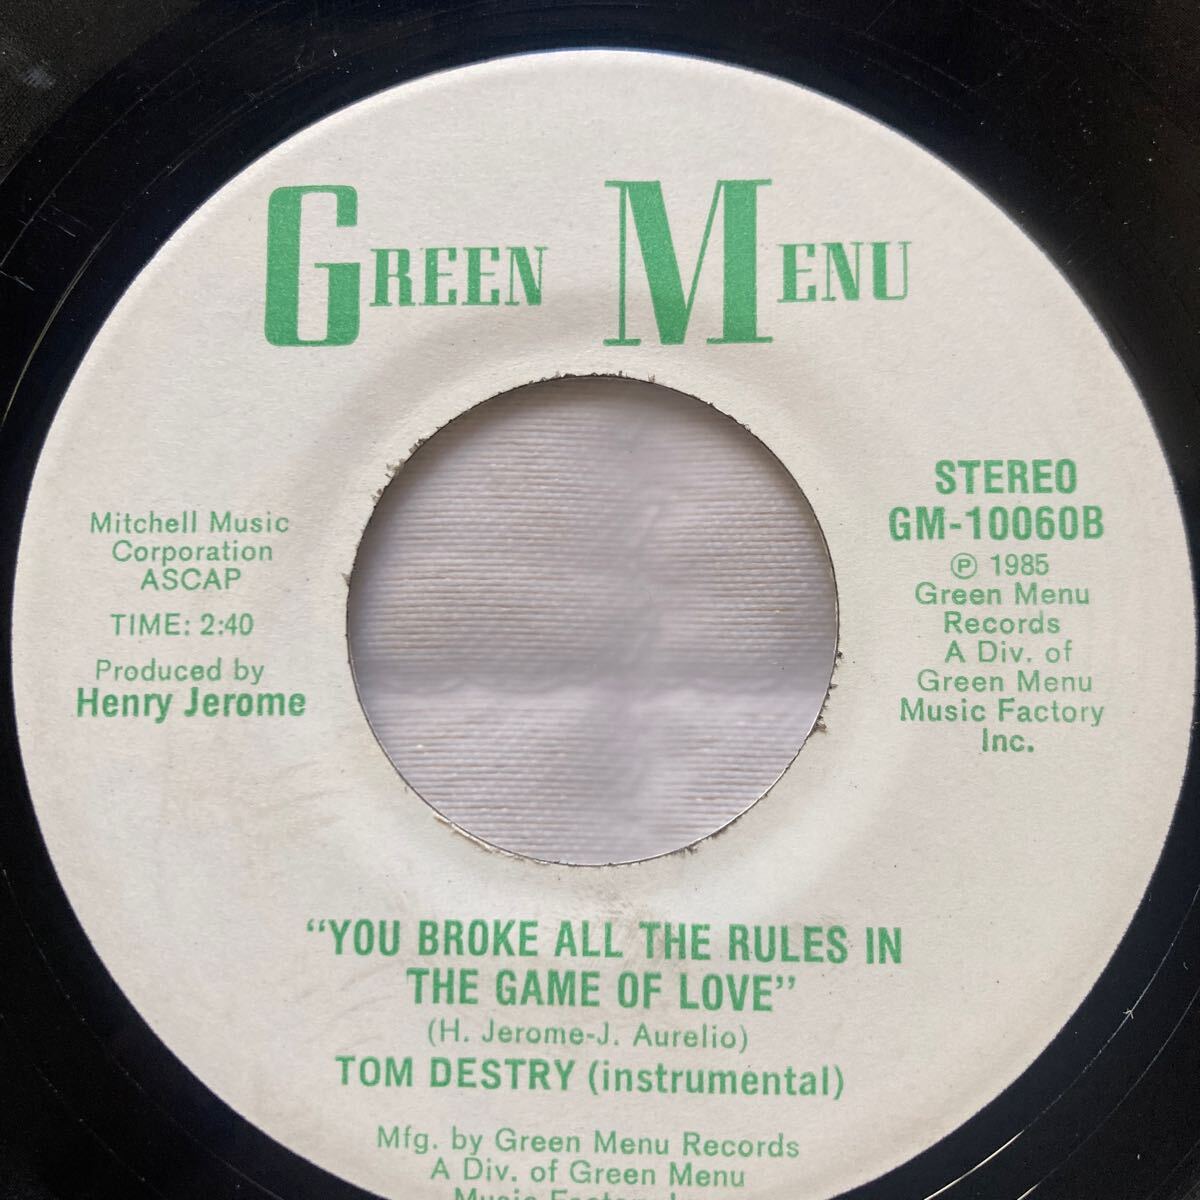 GREEN MENU
Mitchell Music
Corporation
ASCAP
TIME: 2:40
Produced by
Henry Jerome
STEREO
GM-10060B
℗ 1985
Green Menu
Records
A Div. of
Green Menu
Music Factory
Inc.
"YOU BROKE ALL THE RULES IN
THE GAME OF LOVE"
(H. Jerome-J. Aurelio)
TOM DESTRY (instrumental)
Mfg. by Green Menu Records
A Div. of Green Menu
Music Factory